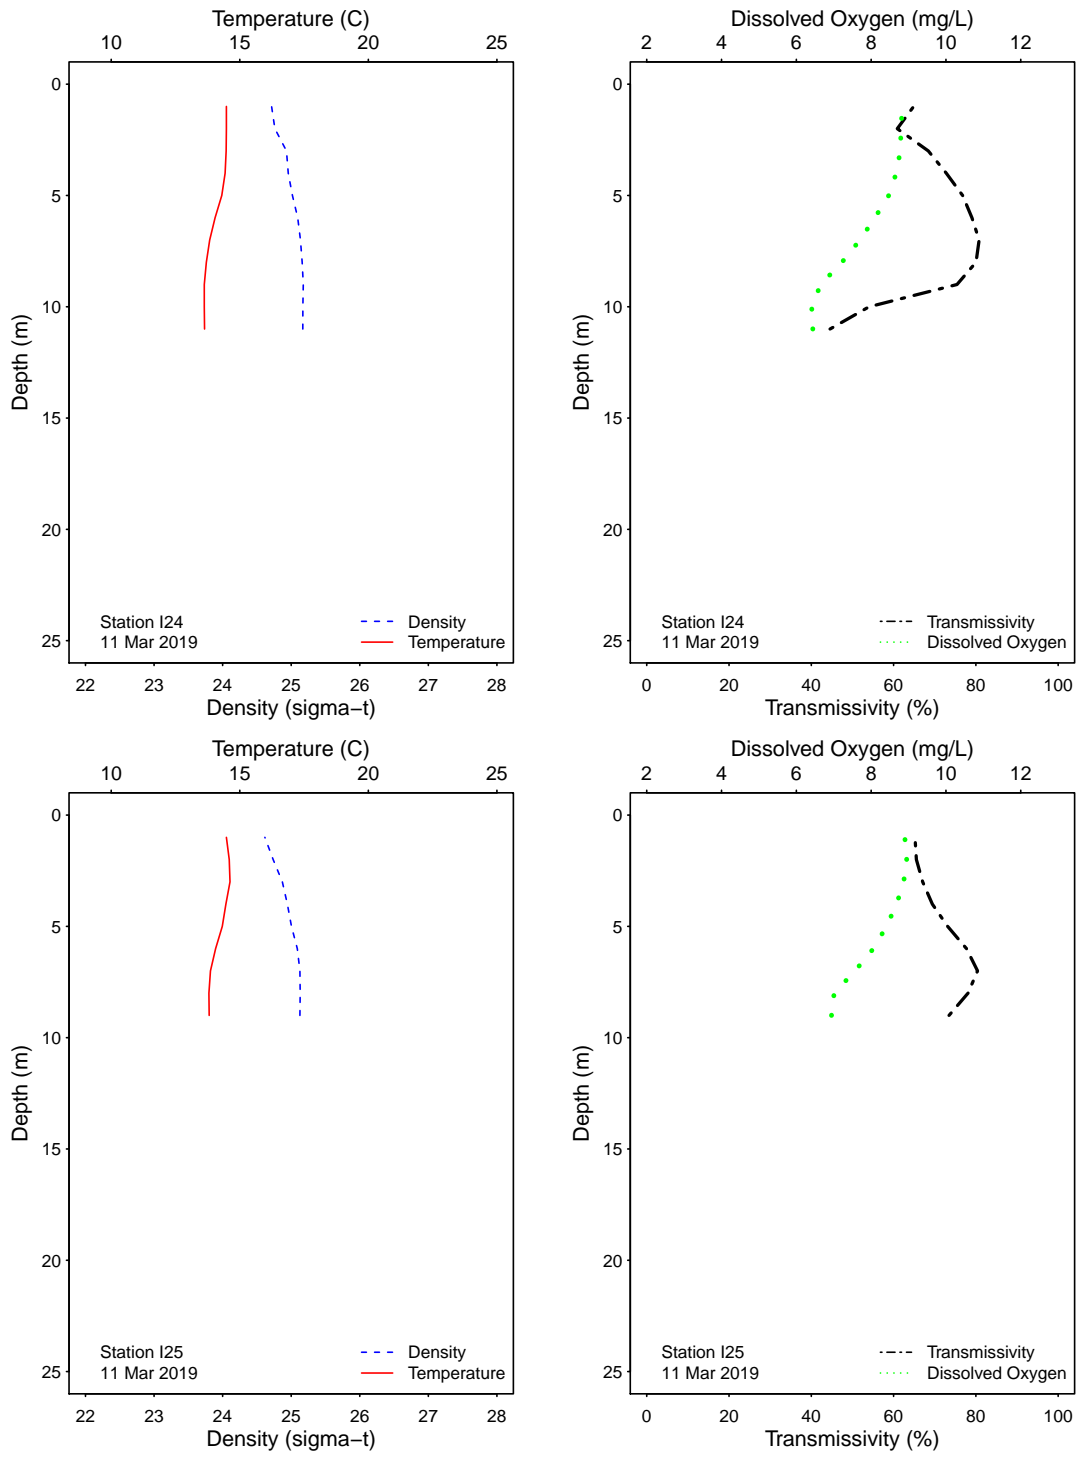 Temperature (C)
10 15 20 25
0
5
10
15
20
25
Depth (m)
Station I24
11 Mar 2019
Density
Temperature
22 23 24 25 26 27 28
Density (sigma−t)
Dissolved Oxygen (mg/L)
2 4 6 8 10 12
0
5
10
15
20
25
Depth (m)
Station I24
11 Mar 2019
Transmissivity
Dissolved Oxygen
0 20 40 60 80 100
Transmissivity (%)
Temperature (C)
10 15 20 25
0
5
10
15
20
25
Depth (m)
Station I25
11 Mar 2019
Density
Temperature
22 23 24 25 26 27 28
Density (sigma−t)
Dissolved Oxygen (mg/L)
2 4 6 8 10 12
0
5
10
15
20
25
Depth (m)
Station I25
11 Mar 2019
Transmissivity
Dissolved Oxygen
0 20 40 60 80 100
Transmissivity (%)